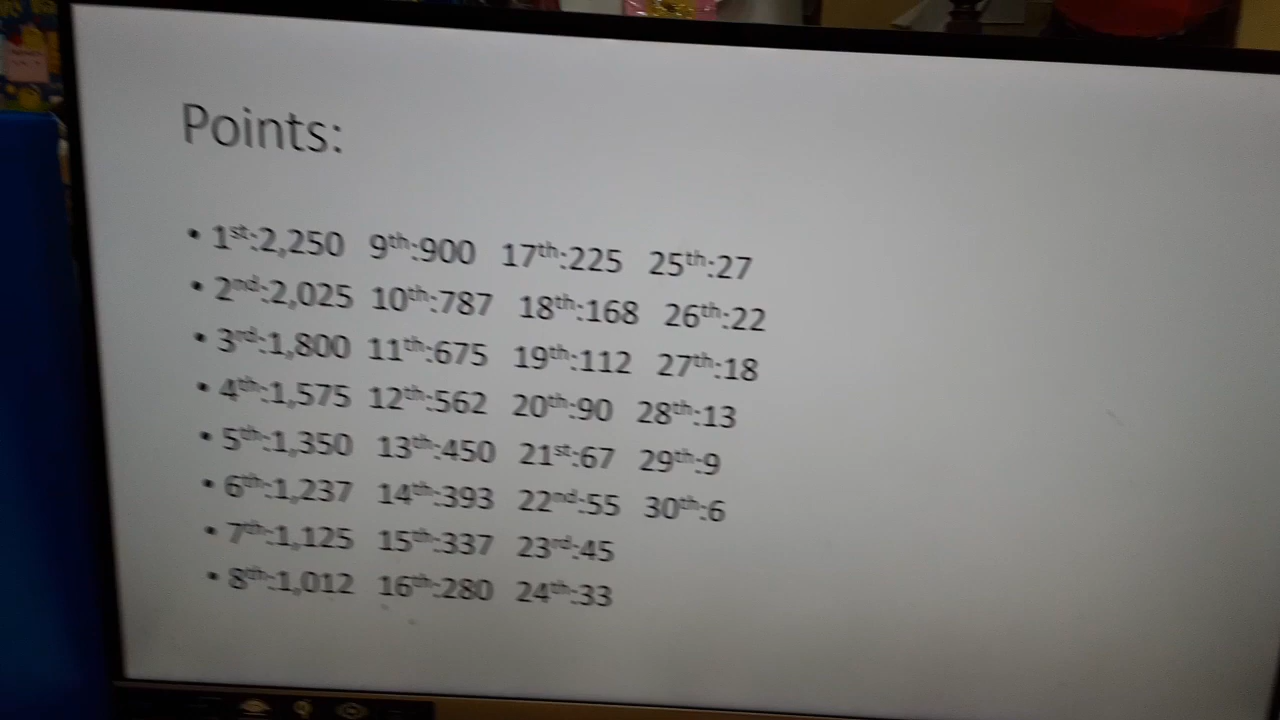 Points:
• 1st:2,250 9th:900 17th:225 25th:27
• 2nd:2,025 10th:787 18th:168 26th:22
• 3rd:1,800 11th:675 19th:112 27th:18
• 4th:1,575 12th:562 20th:90 28th:13
• 5th:1,350 13th:450 21st:67 29th:9
• 6th:1,237 14th:393 22nd:55 30th:6
• 7th:1,125 15th:337 23rd:45
• 8th:1,012 16th:280 24th:33